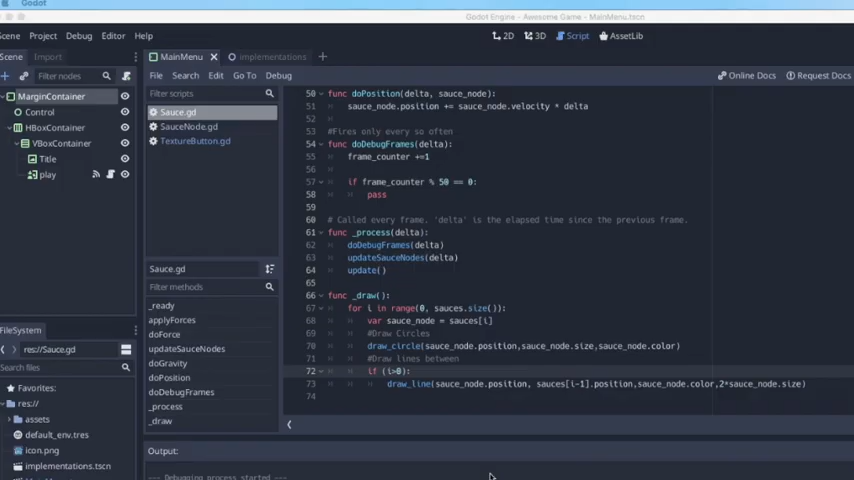 Godot
Godot Engine - Awesome Game - MainMenu.tscn
Scene Project Debug Editor Help
2D 3D Script AssetLib
Scene Import
Filter nodes
MarginContainer
Control
HBoxContainer
VBoxContainer
Title
play
FileSystem
res://Sauce.gd
Search files
Favorites:
res://
assets
default_env.tres
icon.png
implementations.tscn
MainMenu
implementations
File Search Edit Go To Debug
Online Docs Request Docs
Filter scripts
Sauce.gd
SauceNode.gd
TextureButton.gd
Sauce.gd
Filter methods
_ready
applyForces
doForce
updateSauceNodes
doGravity
doPosition
doDebugFrames
_process
_draw
50 func doPosition(delta, sauce_node):
51 sauce_node.position += sauce_node.velocity * delta
52
53 #Fires only every so often
54 func doDebugFrames(delta):
55 frame_counter +=1
56
57 if frame_counter % 50 == 0:
58 pass
59
60 # Called every frame. 'delta' is the elapsed time since the previous frame.
61 func _process(delta):
62 doDebugFrames(delta)
63 updateSauceNodes(delta)
64 update()
65
66 func _draw():
67 for i in range(0, sauces.size()):
68 var sauce_node = sauces[i]
69 #Draw Circles
70 draw_circle(sauce_node.position,sauce_node.size,sauce_node.color)
71 #Draw lines between
72 if (i>0):
73 draw_line(sauce_node.position, sauces[i-1].position,sauce_node.color,2*sauce_node.size)
74
Output:
--- Debugging process started ---